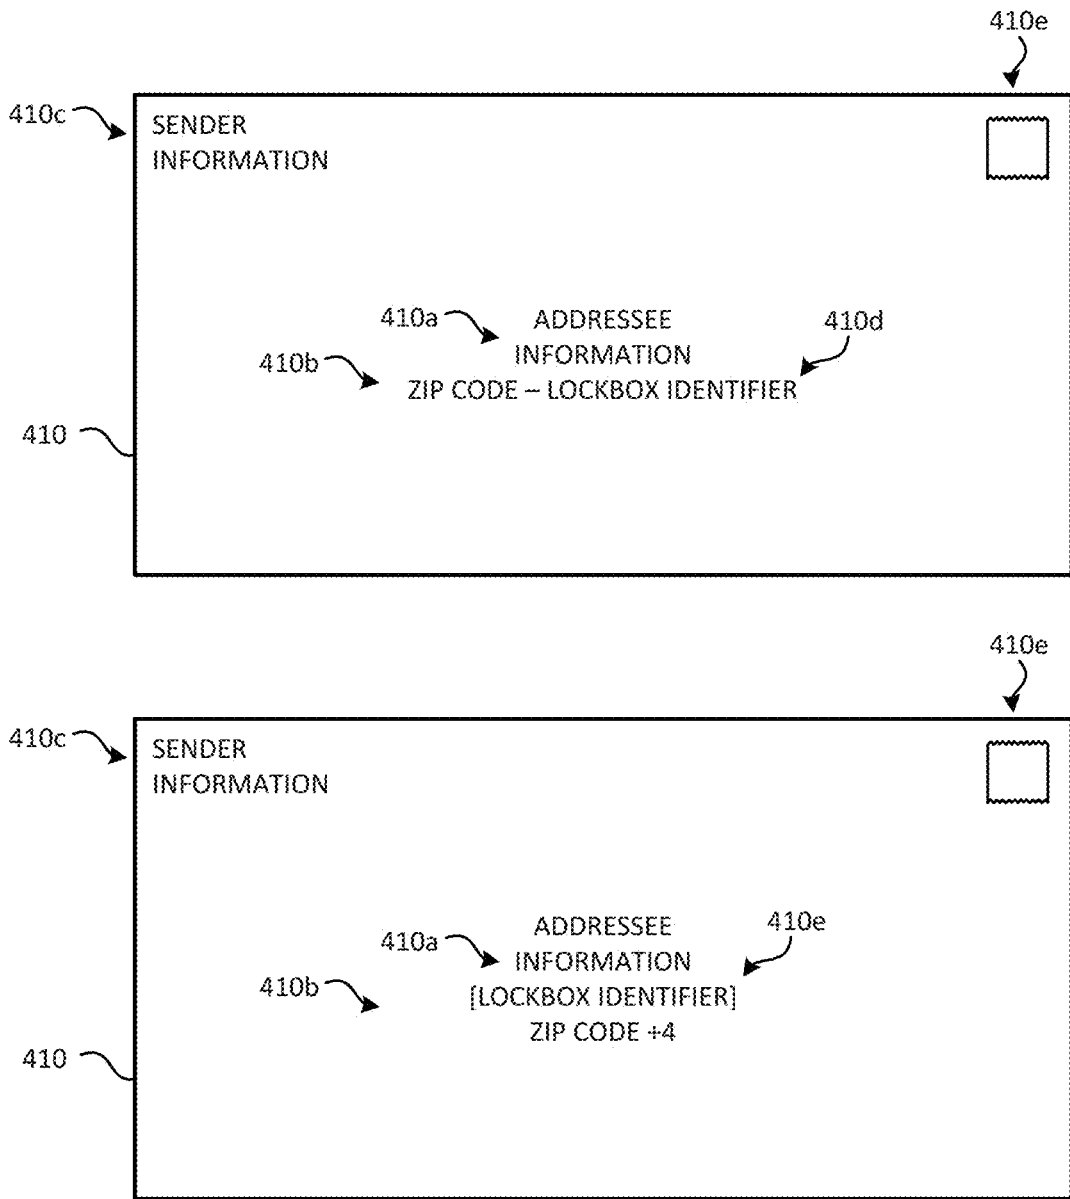 410e
410c
SENDER
INFORMATION
410a
ADDRESSEE
410d
INFORMATION
410b
ZIP CODE – LOCKBOX IDENTIFIER
410
410e
410c
SENDER
INFORMATION
410a
ADDRESSEE
410e
INFORMATION
410b
[LOCKBOX IDENTIFIER]
ZIP CODE +4
410